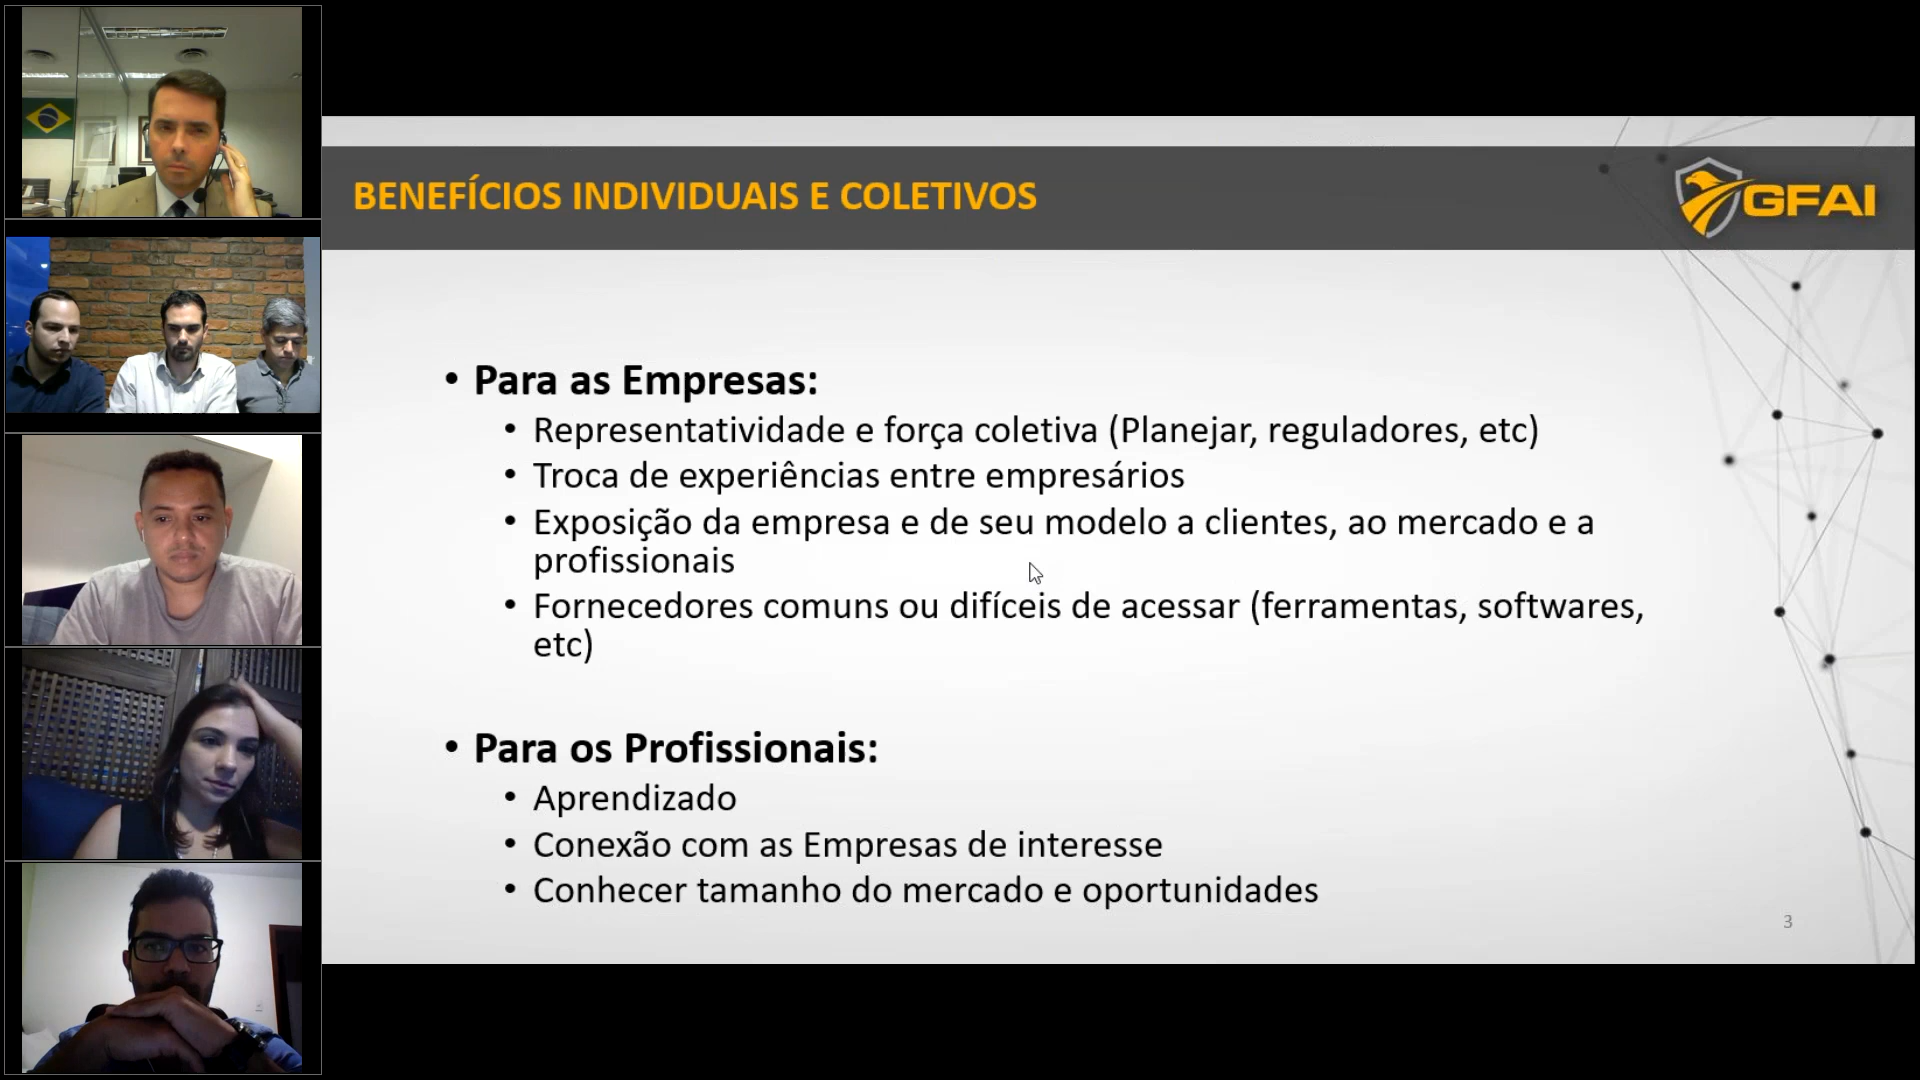 BENEFÍCIOS INDIVIDUAIS E COLETIVOS
GFAI
• Para as Empresas:
• Representatividade e força coletiva (Planejar, reguladores, etc)
• Troca de experiências entre empresários
• Exposição da empresa e de seu modelo a clientes, ao mercado e a
profissionais
• Fornecedores comuns ou difíceis de acessar (ferramentas, softwares,
etc)
• Para os Profissionais:
• Aprendizado
• Conexão com as Empresas de interesse
• Conhecer tamanho do mercado e oportunidades
3